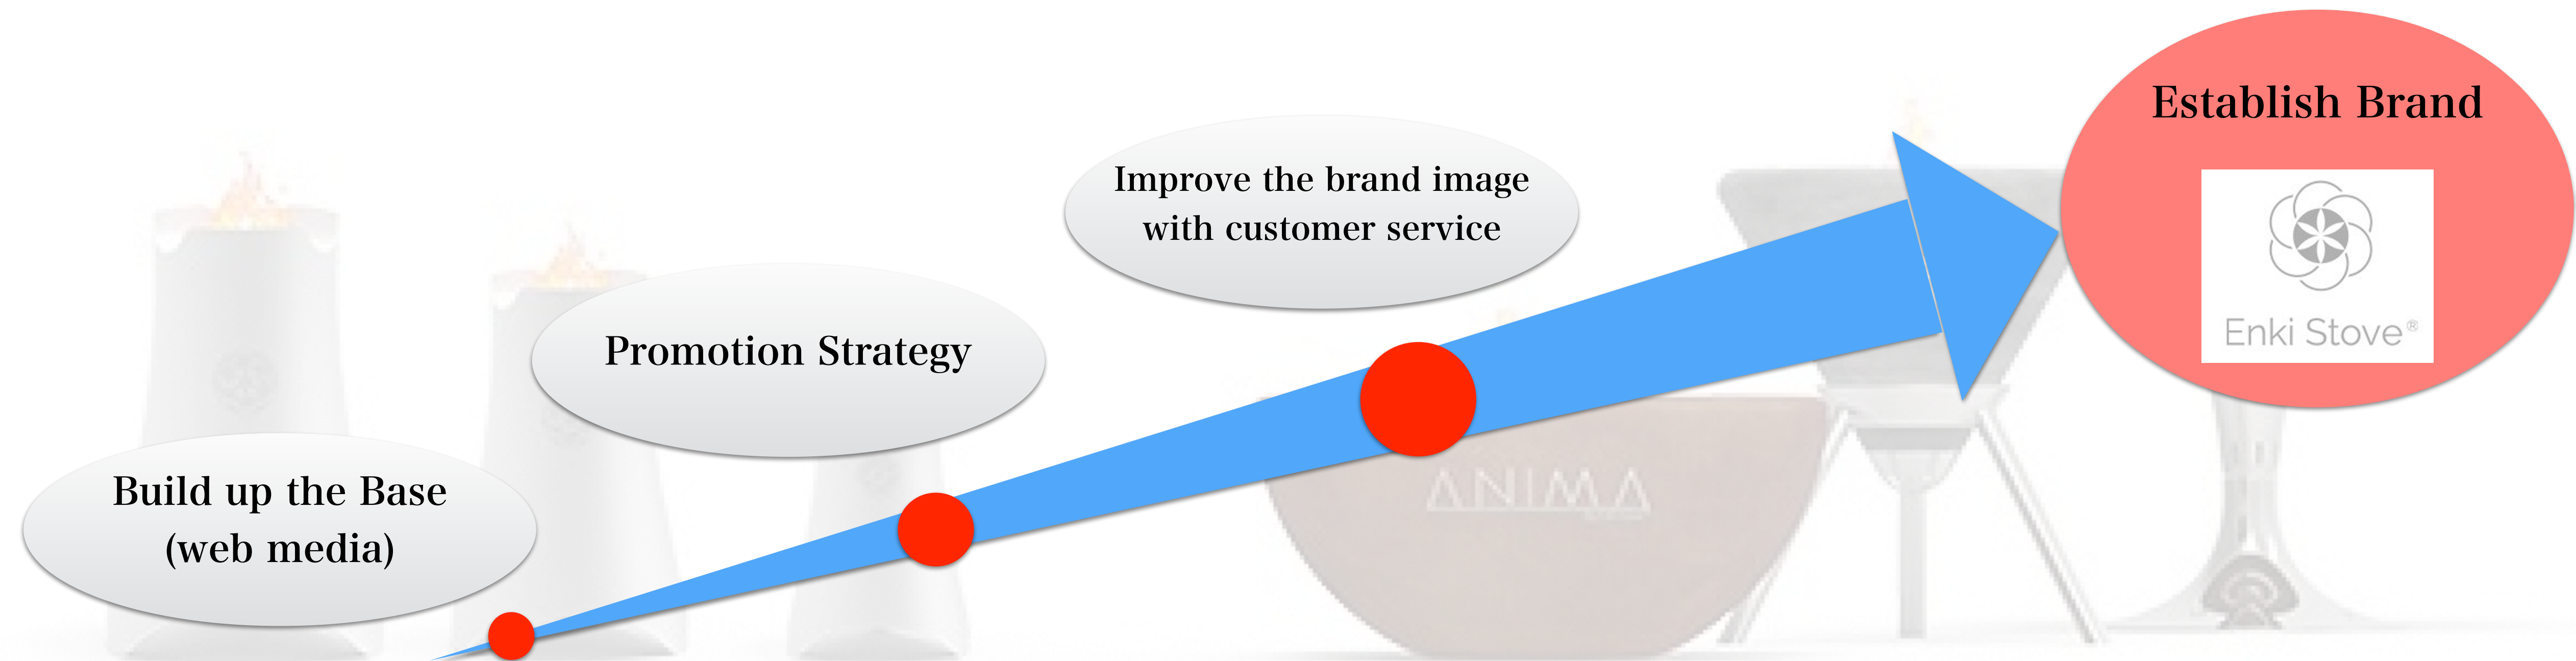 Build up the Base
(web media)
Promotion Strategy
Improve the brand image
with customer service
Establish Brand
Enki Stove®
ANIMA